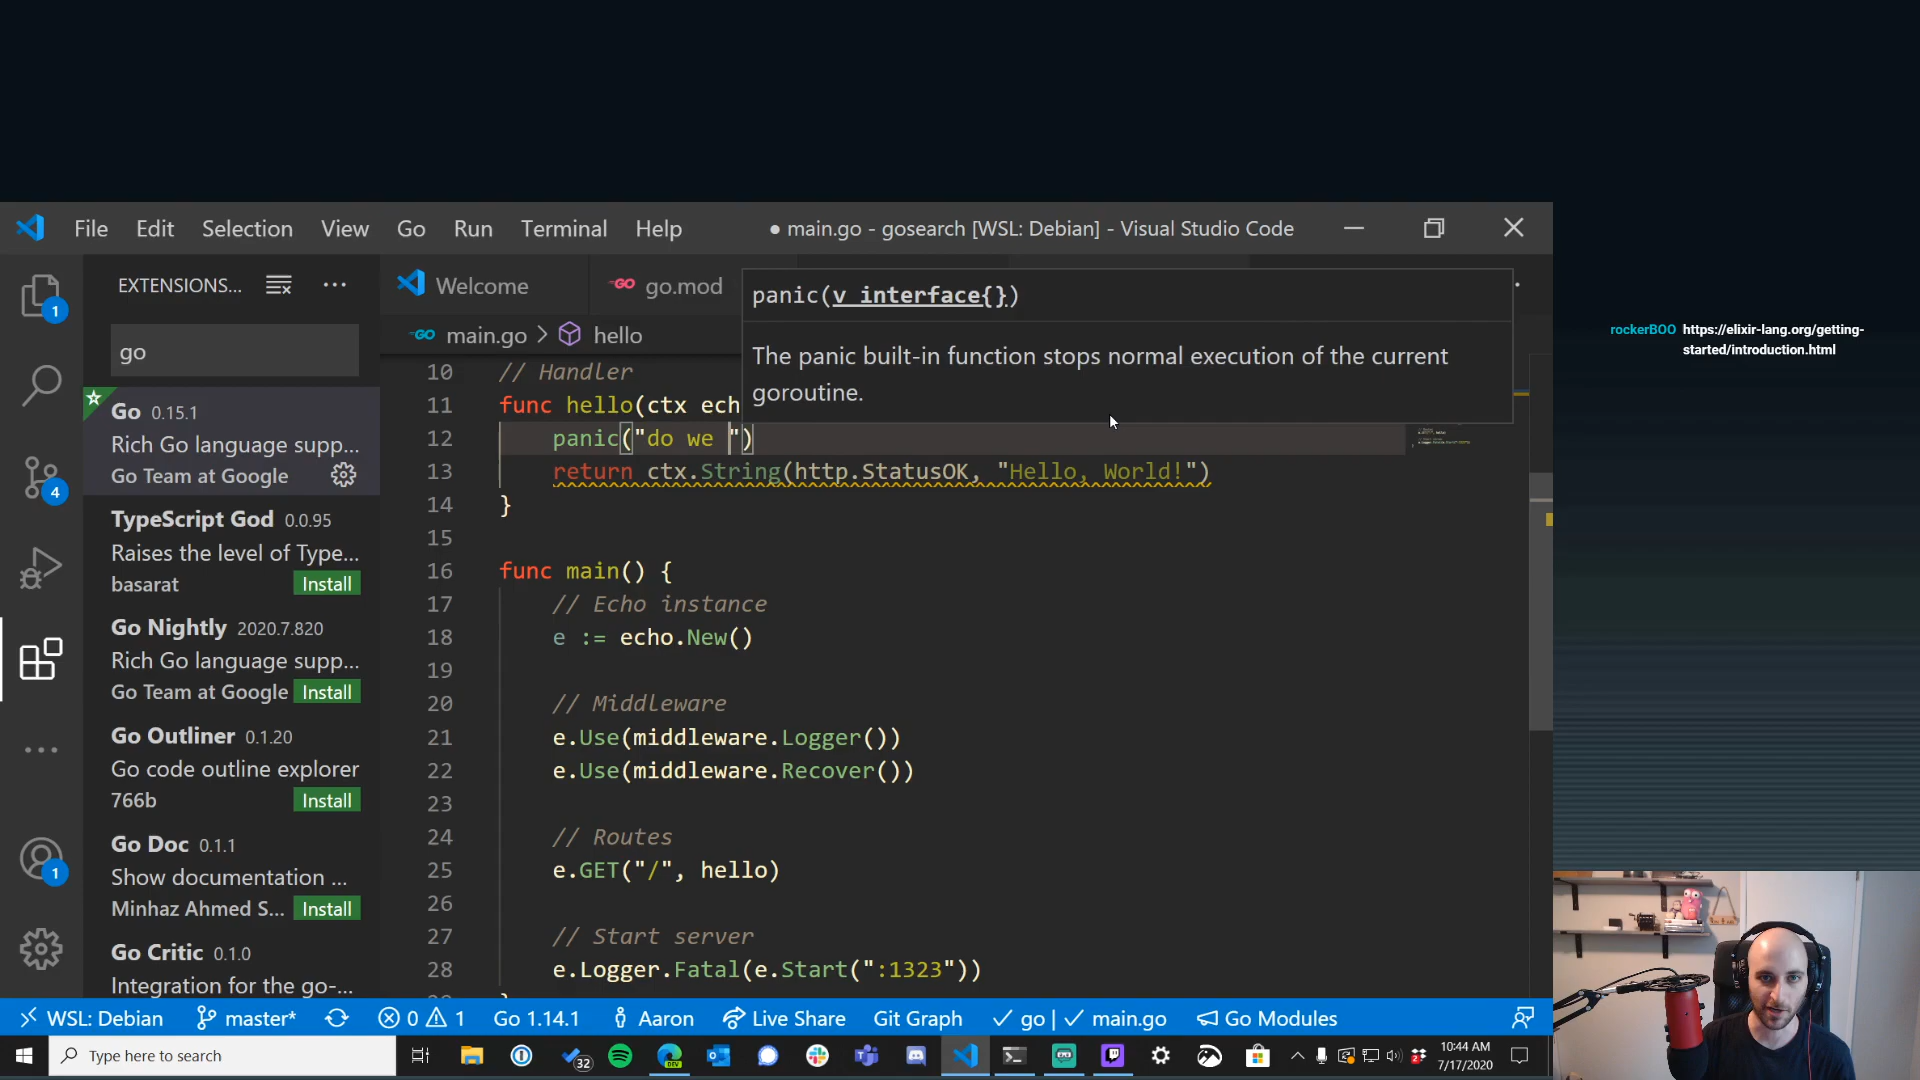 File Edit Selection View Go Run Terminal Help
● main.go - gosearch [WSL: Debian] - Visual Studio Code
EXTENSIONS...
go
Go 0.15.1
Rich Go language supp...
Go Team at Google
TypeScript God 0.0.95
Raises the level of Type...
basarat Install
Go Nightly 2020.7.820
Rich Go language supp...
Go Team at Google Install
Go Outliner 0.1.20
Go code outline explorer
766b Install
Go Doc 0.1.1
Show documentation ...
Minhaz Ahmed S... Install
Go Critic 0.1.0
Integration for the go-...
1
4
1
Welcome
GO go.mod
GO main.go > hello
panic(v interface{})
The panic built-in function stops normal execution of the current
goroutine.
10 // Handler
11 func hello(ctx ech
12 panic("do we ")
13 return ctx.String(http.StatusOK, "Hello, World!")
14 }
15
16 func main() {
17 // Echo instance
18 e := echo.New()
19
20 // Middleware
21 e.Use(middleware.Logger())
22 e.Use(middleware.Recover())
23
24 // Routes
25 e.GET("/", hello)
26
27 // Start server
28 e.Logger.Fatal(e.Start(":1323"))
rockerBOO https://elixir-lang.org/getting-
started/introduction.html
WSL: Debian master* 0 1 Go 1.14.1 Aaron Live Share Git Graph ✓ go | ✓ main.go Go Modules
Type here to search
32
10:44 AM
7/17/2020